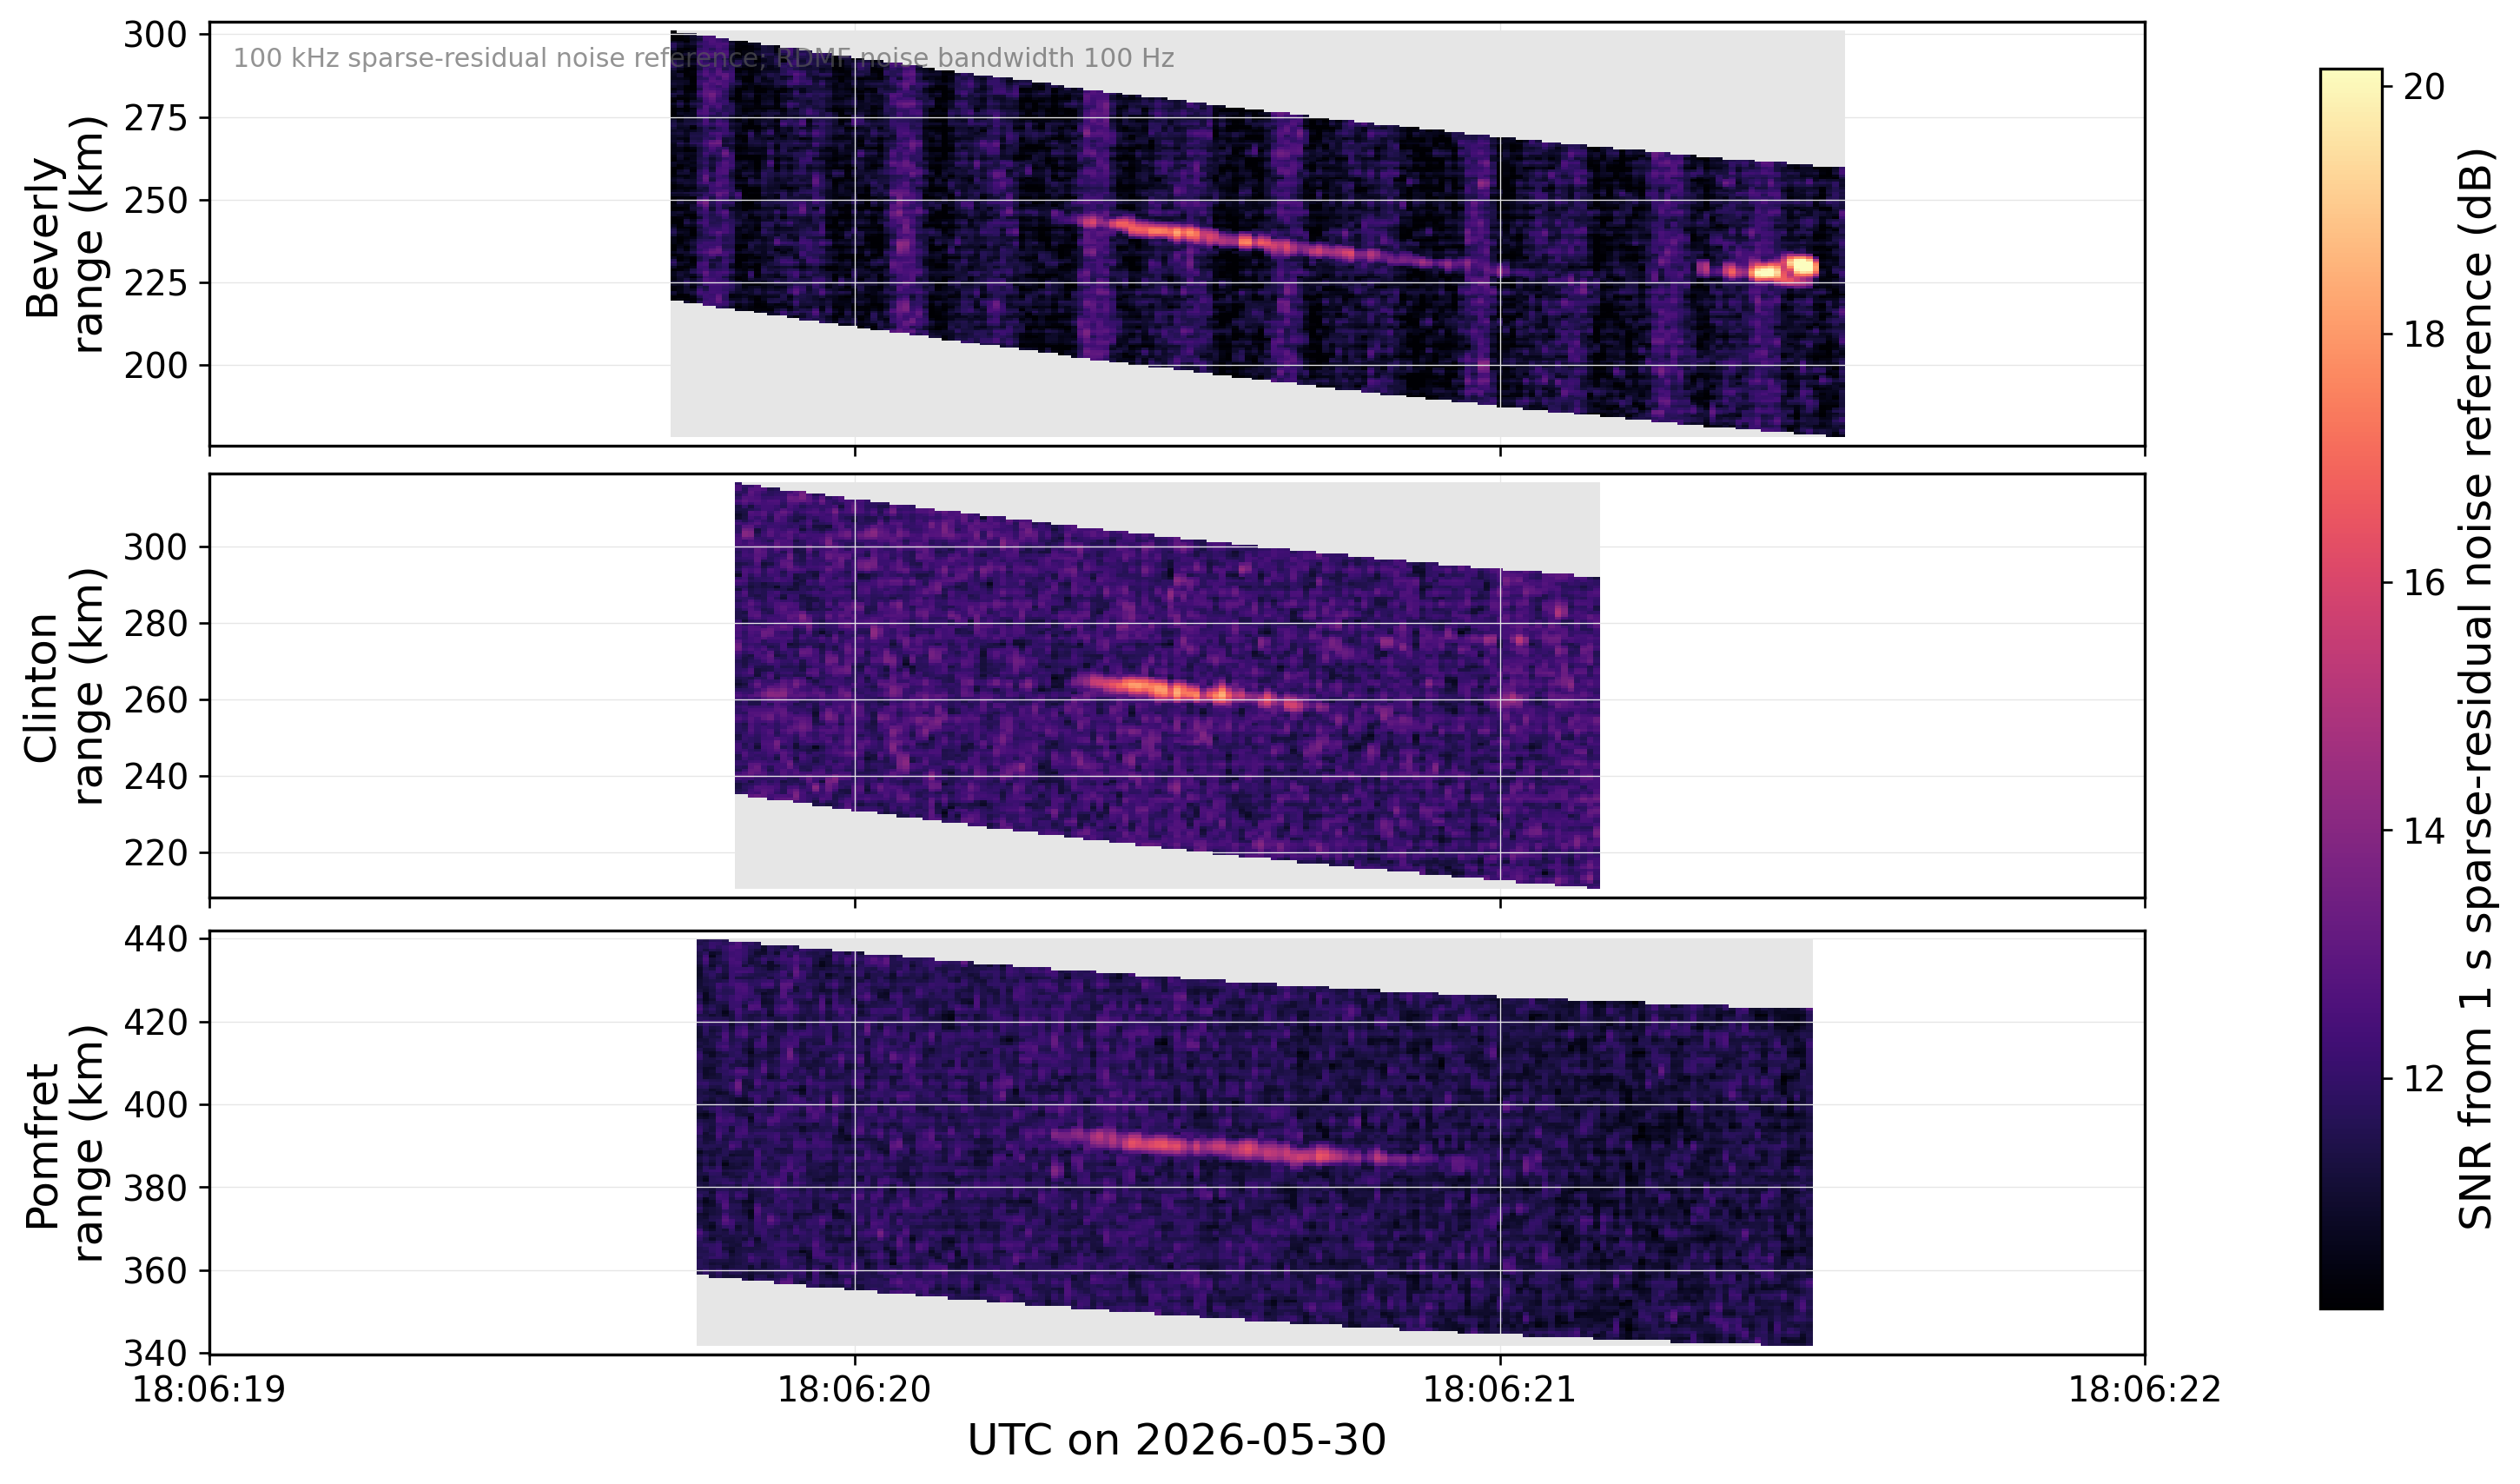 100 kHz sparse-residual noise reference; RDMF noise bandwidth 100 Hz
Beverly
range (km)
300
275
250
225
200
Clinton
range (km)
300
280
260
240
220
Pomfret
range (km)
440
420
400
380
360
340
18:06:19
18:06:20
18:06:21
18:06:22
UTC on 2026-05-30
20
18
16
14
12
SNR from 1 s sparse-residual noise reference (dB)